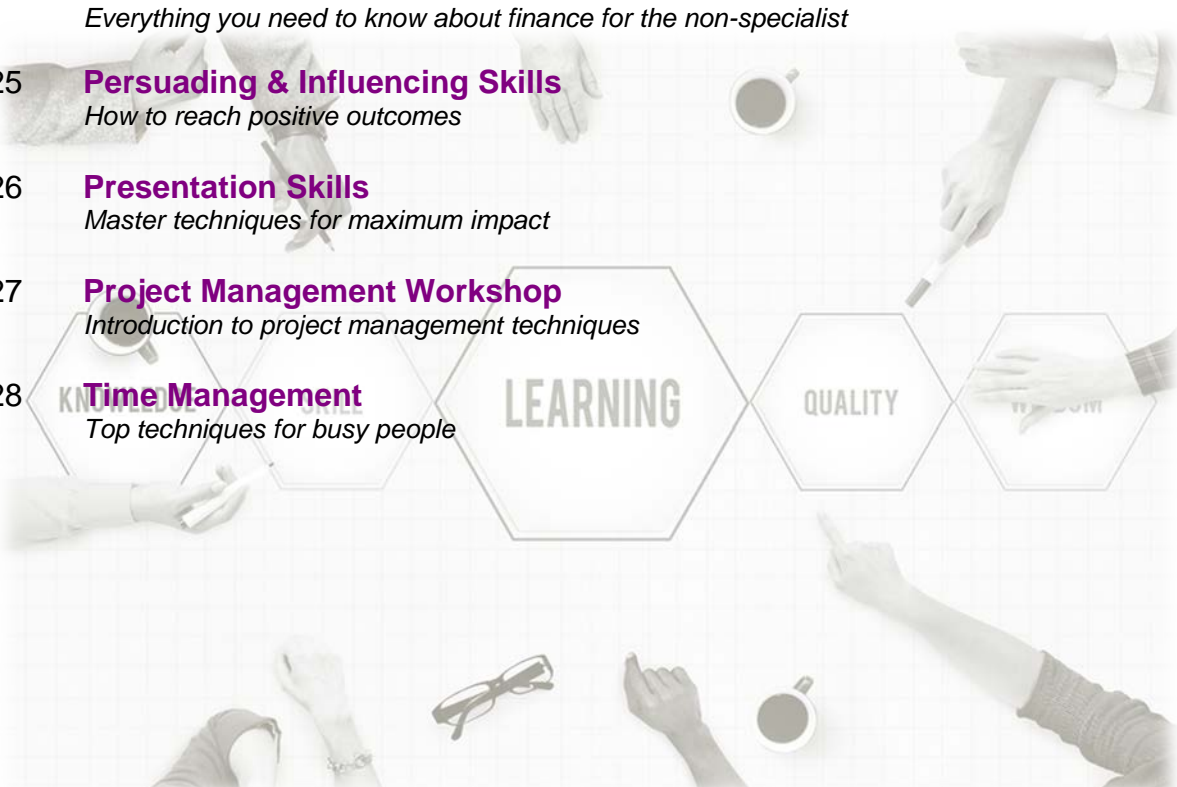 Everything you need to know about finance for the non-specialist
25 Persuading & Influencing Skills
How to reach positive outcomes
26 Presentation Skills
Master techniques for maximum impact
27 Project Management Workshop
Introduction to project management techniques
28 Time Management
Top techniques for busy people
KNOWLEDGE
SKILL
LEARNING
QUALITY
WISDOM